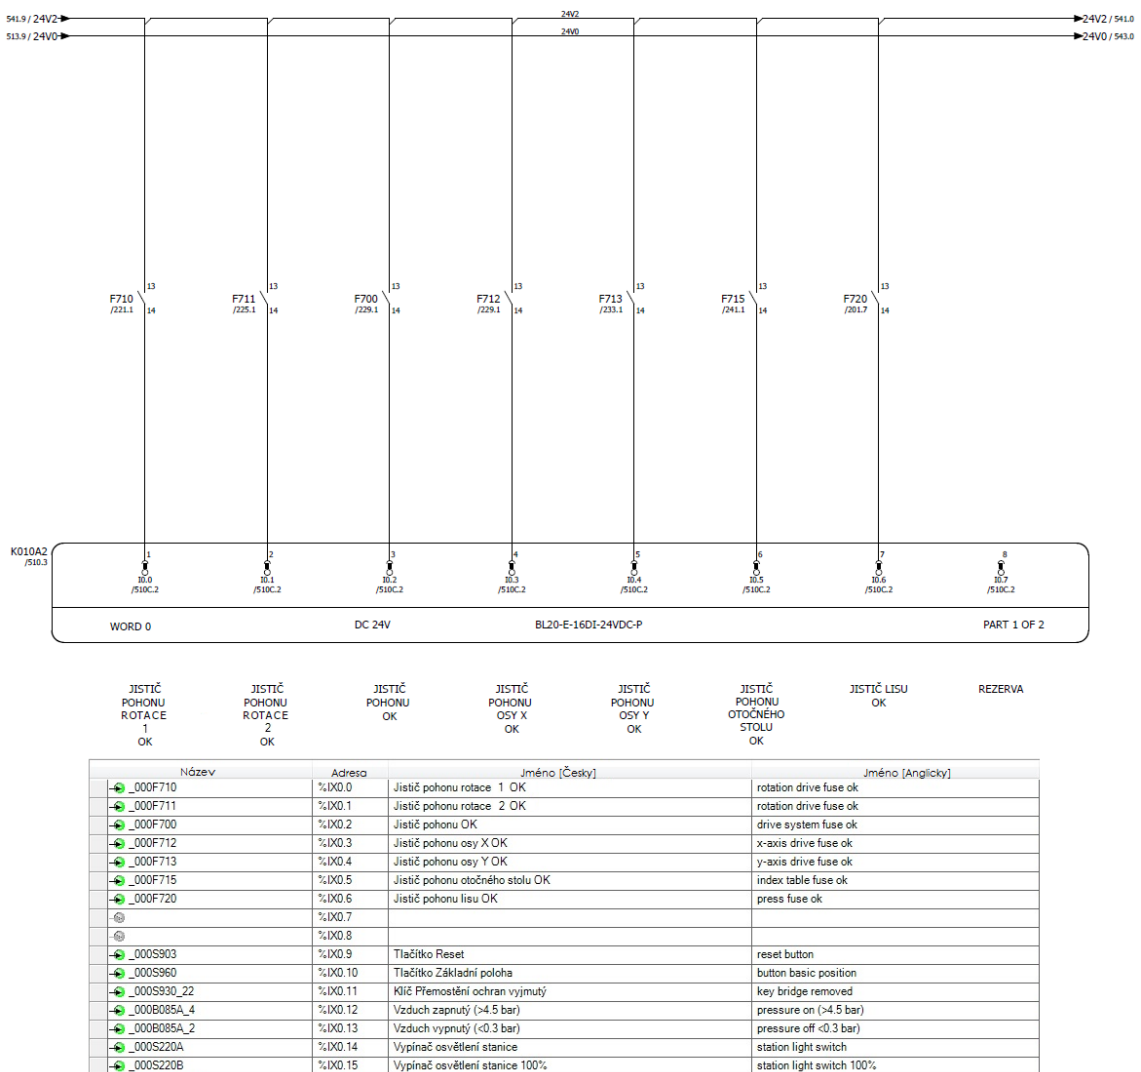 541.9 / 24V2
24V2
24V2 / 541.0
513.9 / 24V0
24V0
24V0 / 543.0
13 13 13 13 13 13 13
F710 F711 F700 F712 F713 F715 F720
/221.1 14 /225.1 14 /229.1 14 /229.1 14 /233.1 14 /241.1 14 /201.7 14
K010A2
/510.3
1 2 3 4 5 6 7 8
I0.0 I0.1 I0.2 I0.3 I0.4 I0.5 I0.6 I0.7
/510C.2 /510C.2 /510C.2 /510C.2 /510C.2 /510C.2 /510C.2 /510C.2
WORD 0 DC 24V BL20-E-16DI-24VDC-P PART 1 OF 2
JISTIČ
POHONU
ROTACE
1
OK
JISTIČ
POHONU
ROTACE
2
OK
JISTIČ
POHONU
OK
JISTIČ
POHONU
OSY X
OK
JISTIČ
POHONU
OSY Y
OK
JISTIČ
POHONU
OTOČNÉHO
STOLU
OK
JISTIČ LISU
OK
REZERVA
Název Adresa Jméno [Česky] Jméno [Anglicky]
_000F710 %IX0.0 Jistič pohonu rotace 1 OK rotation drive fuse ok
_000F711 %IX0.1 Jistič pohonu rotace 2 OK rotation drive fuse ok
_000F700 %IX0.2 Jistič pohonu OK drive system fuse ok
_000F712 %IX0.3 Jistič pohonu osy X OK x-axis drive fuse ok
_000F713 %IX0.4 Jistič pohonu osy Y OK y-axis drive fuse ok
_000F715 %IX0.5 Jistič pohonu otočného stolu OK index table fuse ok
_000F720 %IX0.6 Jistič pohonu lisu OK press fuse ok
%IX0.7
%IX0.8
_000S903 %IX0.9 Tlačítko Reset reset button
_000S960 %IX0.10 Tlačítko Základní poloha button basic position
_000S930_22 %IX0.11 Klíč Přemostění ochran vyjmutý key bridge removed
_000B085A_4 %IX0.12 Vzduch zapnutý (>4.5 bar) pressure on (>4.5 bar)
_000B085A_2 %IX0.13 Vzduch vypnutý (<0.3 bar) pressure off <0.3 bar)
_000S220A %IX0.14 Vypínač osvětlení stanice station light switch
_000S220B %IX0.15 Vypínač osvětlení stanice 100% station light switch 100%